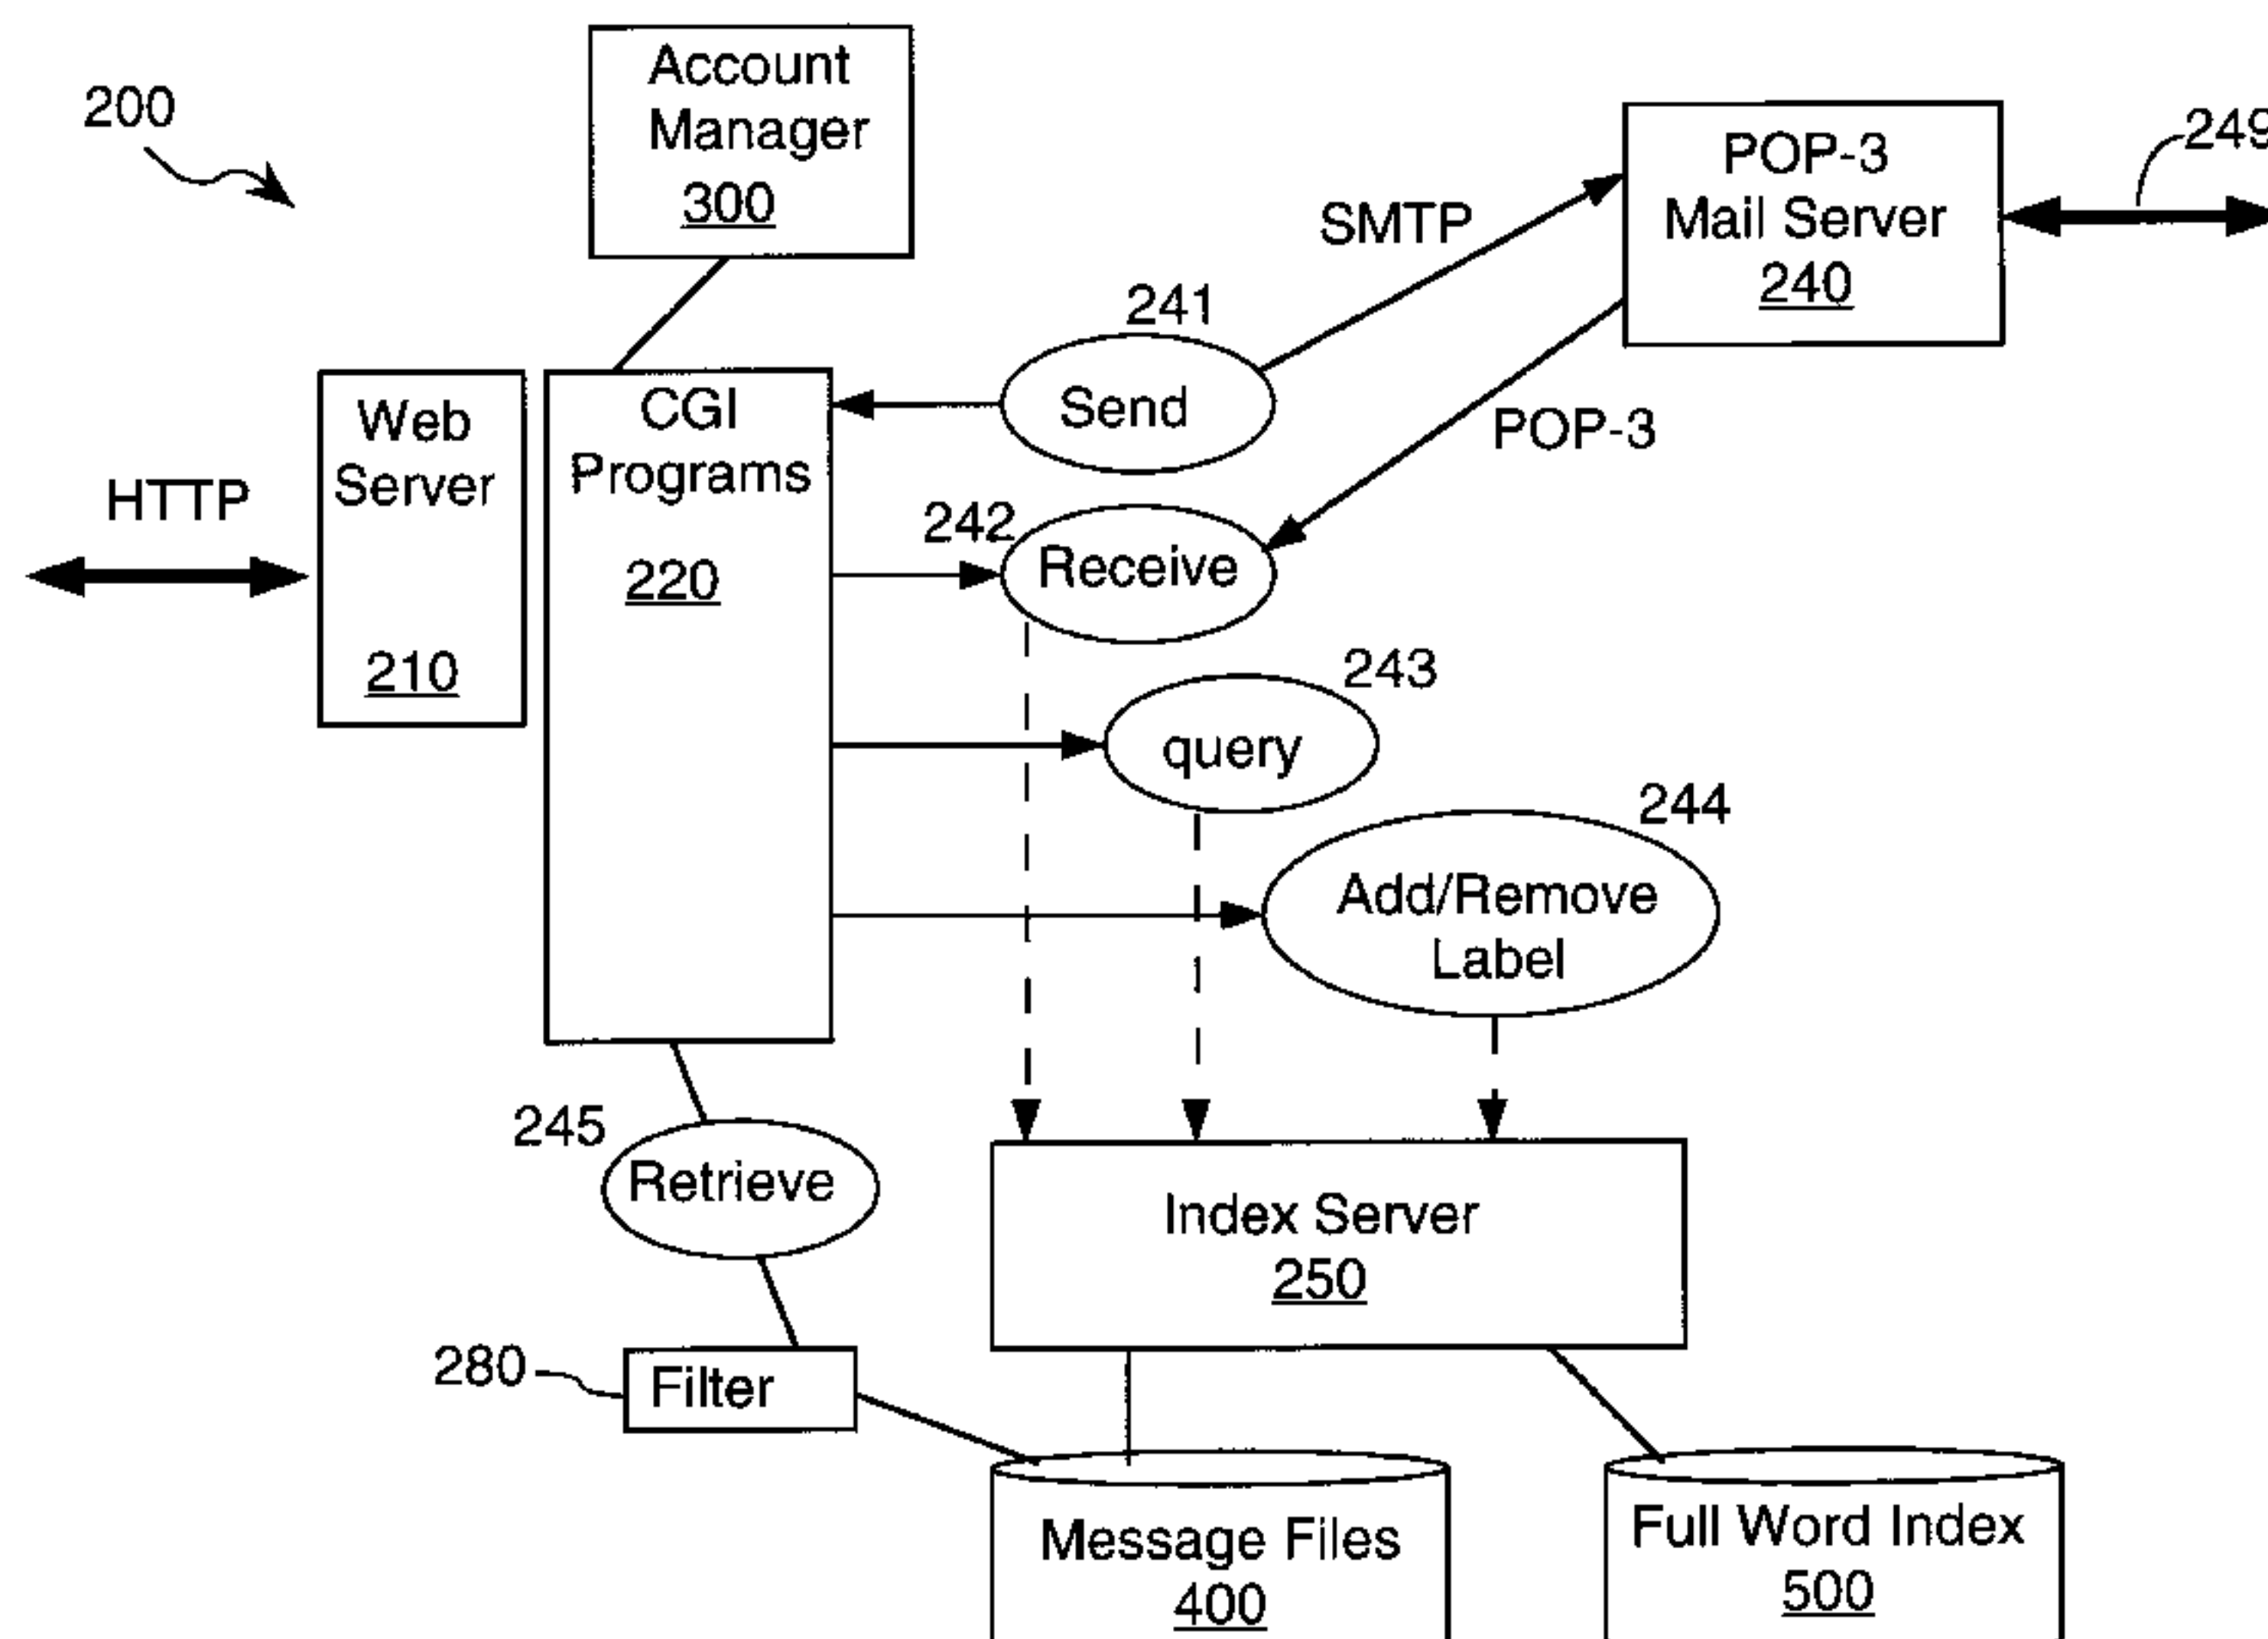 200
Account
Manager
300
POP-3
Mail Server
240
249
SMTP
241
Send
POP-3
Web
Server
210
HTTP
CGI
Programs
220
242
Receive
243
query
244
Add/Remove
Label
245
Retrieve
Index Server
250
280
Filter
Message Files
400
Full Word Index
500